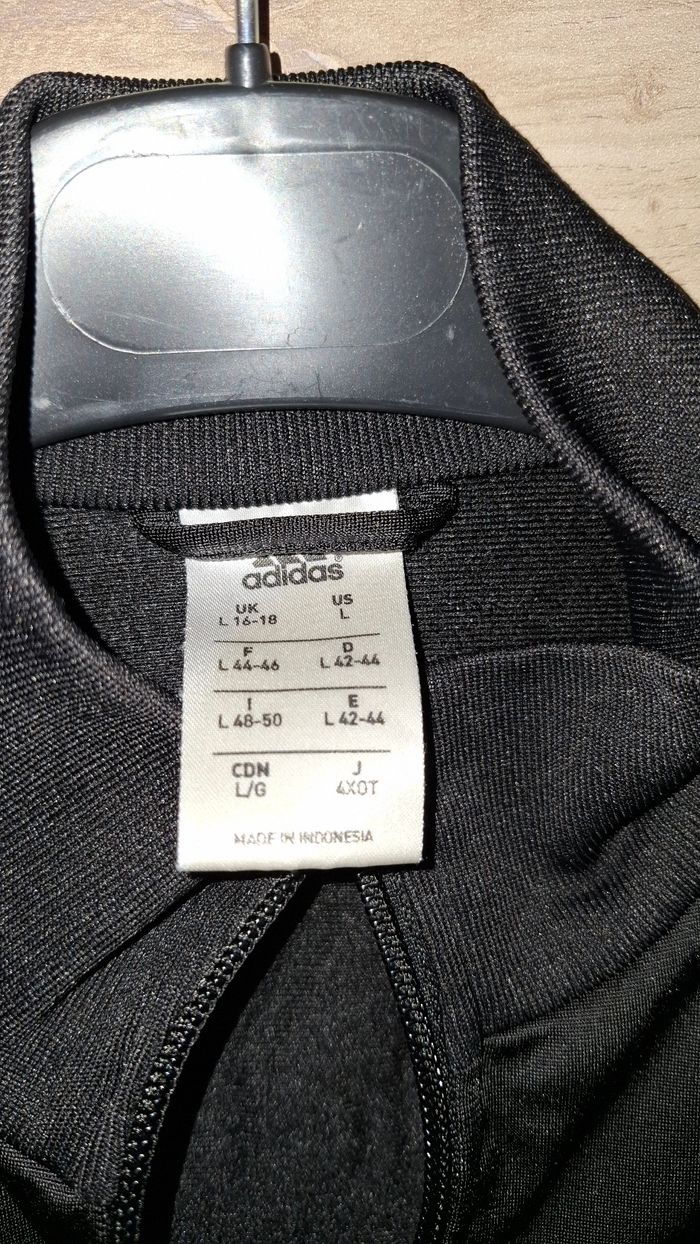 adidas
UK US
L 16-18 L
F D
L 44-46 L 42-44
I E
L 48-50 L 42-44
CDN J
L/G 4XOT
MADE IN INDONESIA